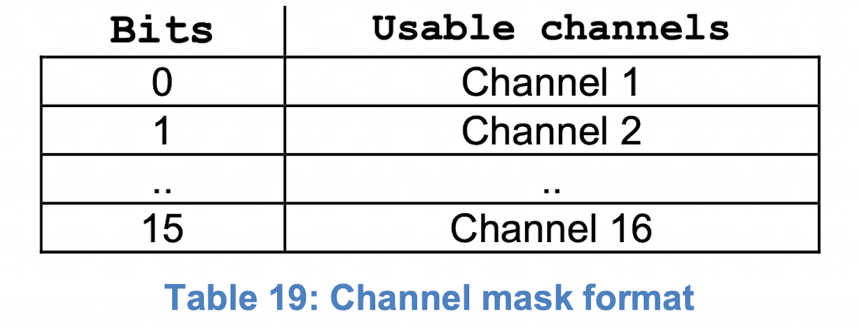 Bits Usable channels
0 Channel 1
1 Channel 2
.. ..
15 Channel 16
Table 19: Channel mask format